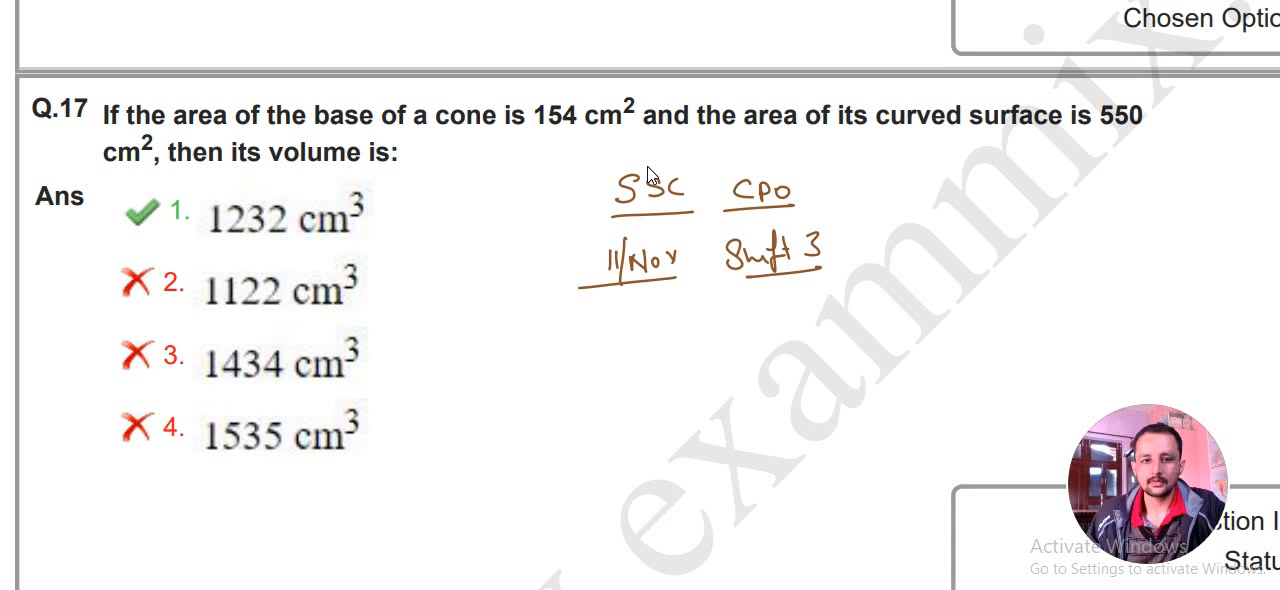 Chosen Optio
Q.17 If the area of the base of a cone is 154 cm² and the area of its curved surface is 550
cm², then its volume is:
Ans
1. 1232 cm³
2. 1122 cm³
3. 1434 cm³
4. 1535 cm³
SSC CPO
11/Nov Shift 3
exammix.
tion I
Statu
Activate Windows
Go to Settings to activate Windows.